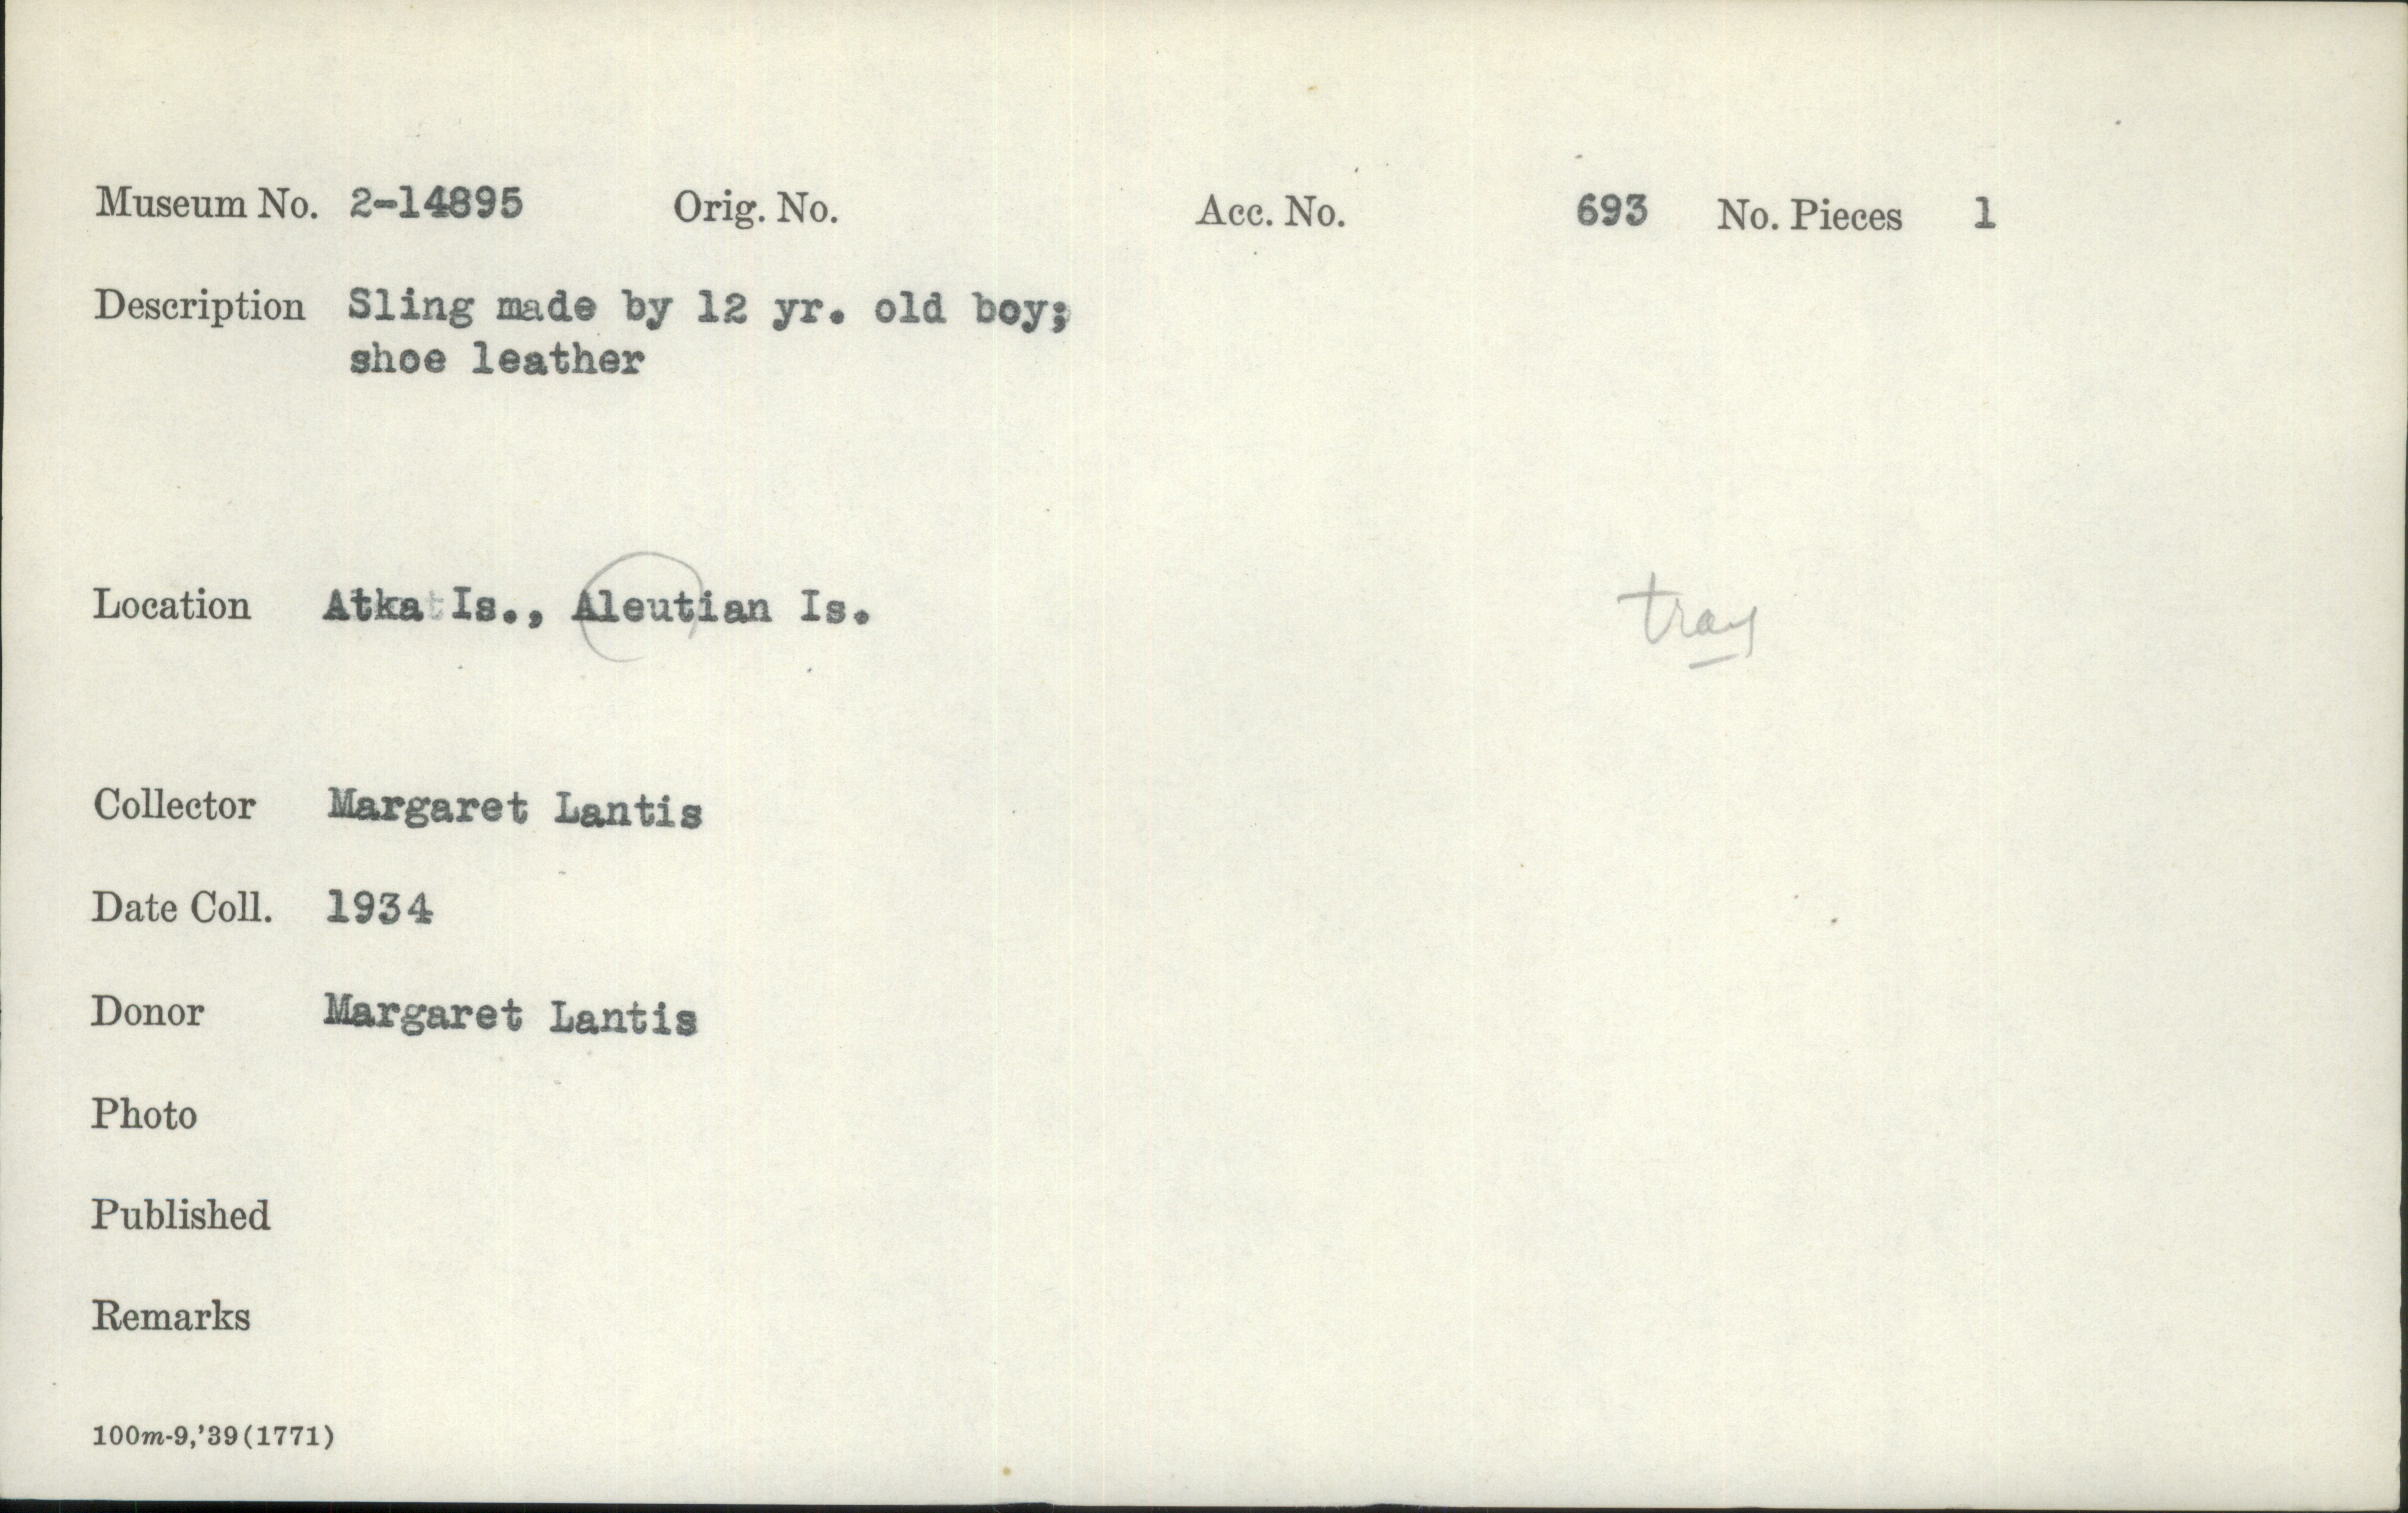 Museum No. 2-14895 Orig. No. Acc. No. 693 No. Pieces 1
Description Sling made by 12 yr. old boy;
shoe leather
Location Atka Is., Aleutian Is. tray
Collector Margaret Lantis
Date Coll. 1934
Donor Margaret Lantis
Photo
Published
Remarks
100m-9,'39(1771)